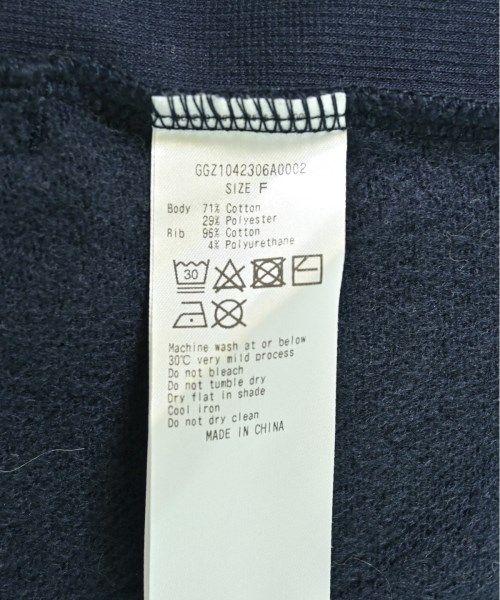 GGZ1042306A0002
SIZE F
Body 71% Cotton
29% Polyester
Rib 96% Cotton
4% Polyurethane
30
Machine wash at or below
30℃ very mild process
Do not bleach
Do not tumble dry
Dry flat in shade
Cool iron
Do not dry clean
MADE IN CHINA